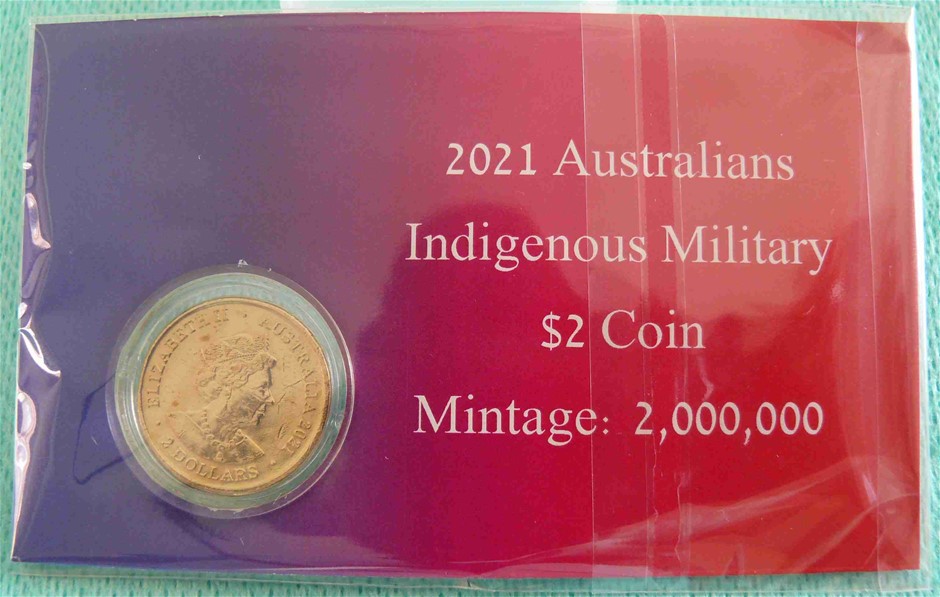 2021 Australians
Indigenous Military
$2 Coin
Mintage: 2,000,000
ELIZABETH II · AUSTRALIA 2021
· 2 DOLLARS ·